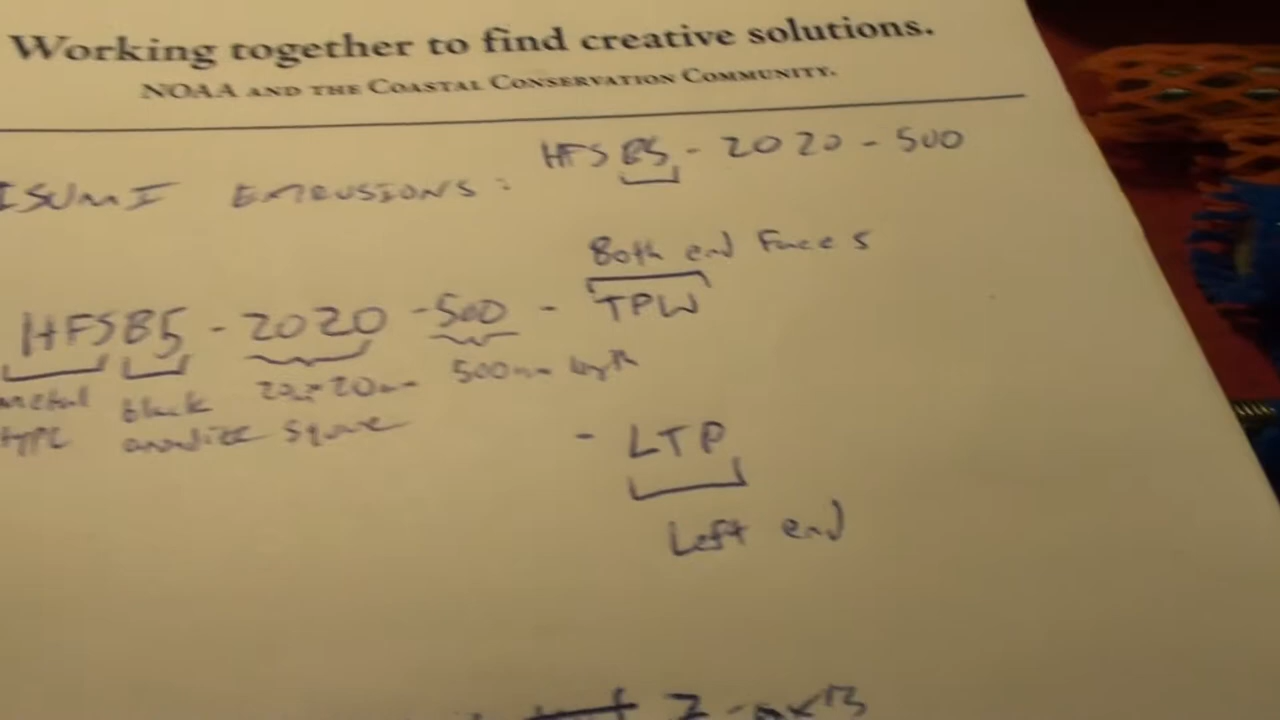 Working together to find creative solutions.
NOAA AND THE COASTAL CONSERVATION COMMUNITY.
ISUMI EXTRUSIONS: HFSB5-2020-500
Both end Faces
HFSB5-2020-500-TPW
metal black 20x20mm 500mm length
type anodize square
- LTP
Left end